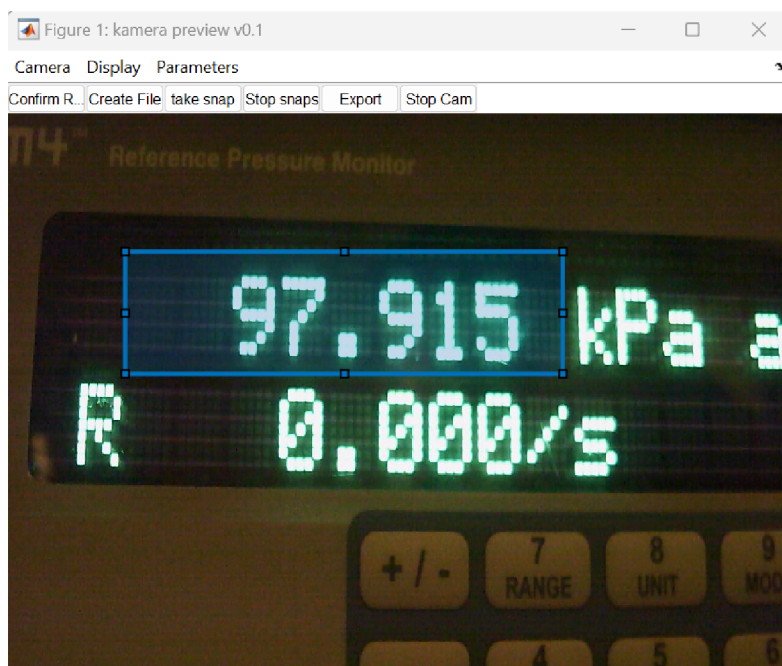 Figure 1: kamera preview v0.1
Camera Display Parameters
Confirm R... Create File take snap Stop snaps Export Stop Cam
Reference Pressure Monitor
97.915 kPa a
R 0.000/s
+ / - 7 8 9
RANGE UNIT
4 5 6